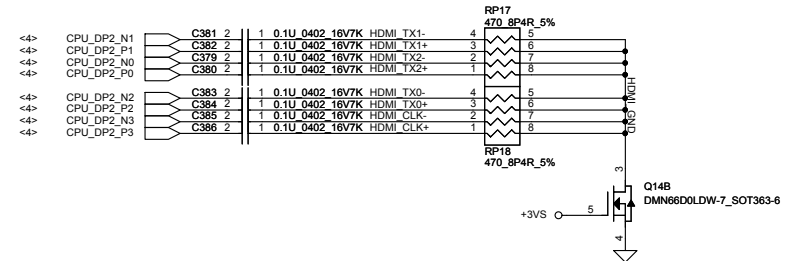 RP17
470_8P4R_5%
<4> CPU_DP2_N1 C381 2 1 0.1U_0402_16V7K HDMI_TX1- 4 5
<4> CPU_DP2_P1 C382 2 1 0.1U_0402_16V7K HDMI_TX1+ 3 6
<4> CPU_DP2_N0 C379 2 1 0.1U_0402_16V7K HDMI_TX2- 2 7
<4> CPU_DP2_P0 C380 2 1 0.1U_0402_16V7K HDMI_TX2+ 1 8
<4> CPU_DP2_N2 C383 2 1 0.1U_0402_16V7K HDMI_TX0- 4 5
<4> CPU_DP2_P2 C384 2 1 0.1U_0402_16V7K HDMI_TX0+ 3 6
<4> CPU_DP2_N3 C385 2 1 0.1U_0402_16V7K HDMI_CLK- 2 7
<4> CPU_DP2_P3 C386 2 1 0.1U_0402_16V7K HDMI_CLK+ 1 8
HDMI_GND
RP18
470_8P4R_5%
3
Q14B
DMN66D0LDW-7_SOT363-6
+3VS 5
4